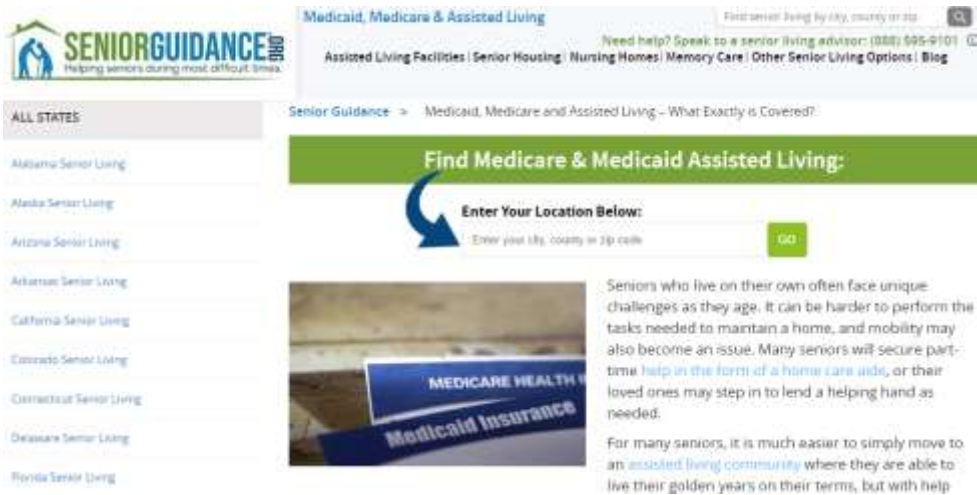 SENIORGUIDANCE.ORG
Helping seniors during most difficult times.
Medicaid, Medicare & Assisted Living
Find senior living by city, county or zip
Need help? Speak to a senior living advisor: (888) 595-9101
Assisted Living Facilities | Senior Housing | Nursing Homes | Memory Care | Other Senior Living Options | Blog
ALL STATES
Alabama Senior Living
Alaska Senior Living
Arizona Senior Living
Arkansas Senior Living
California Senior Living
Colorado Senior Living
Connecticut Senior Living
Delaware Senior Living
Florida Senior Living
Senior Guidance > Medicaid, Medicare and Assisted Living – What Exactly is Covered?
Find Medicare & Medicaid Assisted Living:
Enter Your Location Below:
Enter your city, county or zip code
GO
MEDICARE HEALTH
Medicaid Insurance
Seniors who live on their own often face unique
challenges as they age. It can be harder to perform the
tasks needed to maintain a home, and mobility may
also become an issue. Many seniors will secure part-
time help in the form of a home care aide, or their
loved ones may step in to lend a helping hand as
needed.
For many seniors, it is much easier to simply move to
an assisted living community where they are able to
live their golden years on their terms, but with help